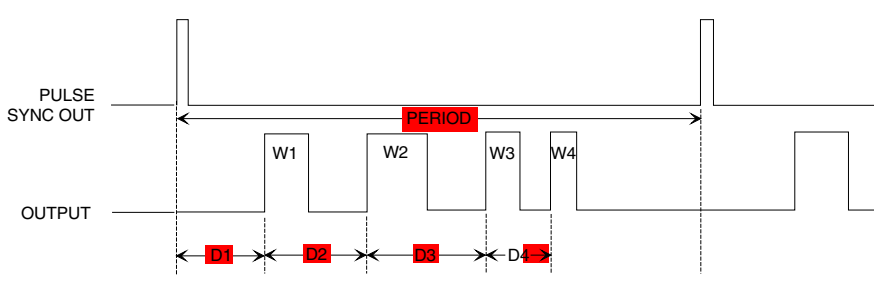 PULSE
SYNC OUT
PERIOD
W1 W2 W3 W4
OUTPUT
D1 D2 D3 D4